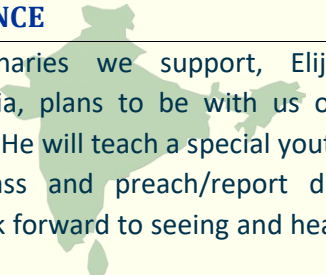 NCE
naries we support, Elij
ia, plans to be with us o
He will teach a special yout
ass and preach/report d
k forward to seeing and hea